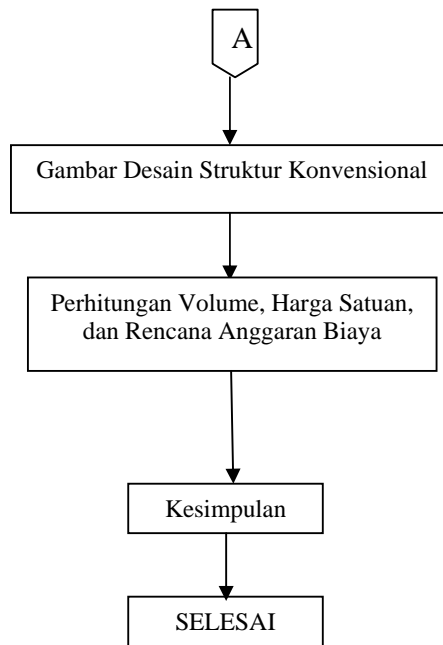 A
Gambar Desain Struktur Konvensional
Perhitungan Volume, Harga Satuan,
dan Rencana Anggaran Biaya
Kesimpulan
SELESAI